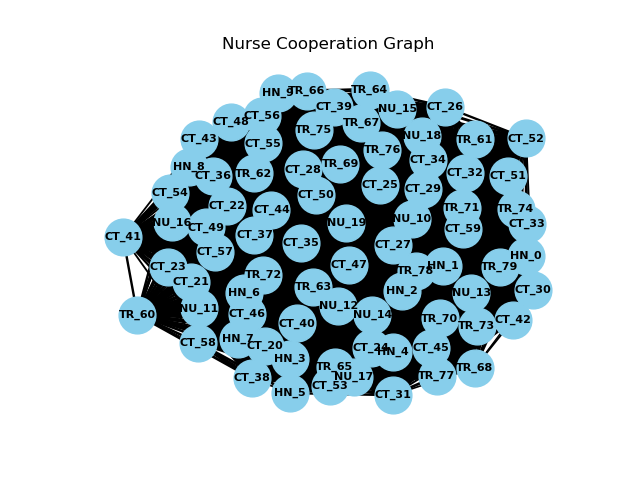 Nurse Cooperation Graph
HN_9
TR_66
TR_64
CT_39
NU_15
CT_26
CT_48
CT_56
TR_67
TR_75
CT_43
CT_55
NU_18
TR_61
CT_52
TR_76
CT_34
HN_8
CT_36
TR_62
CT_28
TR_69
CT_32
CT_51
CT_54
CT_50
CT_25
CT_29
CT_22
CT_44
TR_71
TR_74
NU_16
CT_49
NU_19
NU_10
CT_33
CT_41
CT_37
CT_35
CT_27
CT_59
CT_57
HN_0
CT_23
TR_72
CT_47
TR_78
HN_1
TR_79
CT_21
HN_6
TR_63
HN_2
NU_13
CT_30
NU_11
CT_46
NU_12
NU_14
TR_70
CT_42
TR_60
CT_40
TR_73
CT_58
HN_7
CT_20
CT_24
HN_4
CT_45
HN_3
TR_65
TR_68
CT_38
NU_17
TR_77
HN_5
CT_53
CT_31